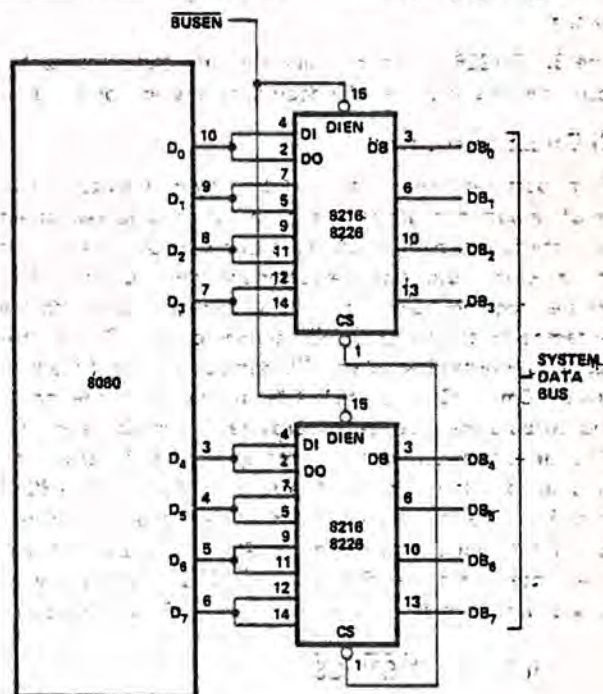 BUSEN
15
10 4 DI DIEN 3
D0 2 DO DB DB0
9 7 6
D1 5 DB1
8 9 8216 10
D2 11 8226 DB2
7 12 13
D3 14 DB3
CS
1
8080
SYSTEM
DATA
BUS
15
3 4 DI DIEN 3
D4 2 DO DB DB4
4 7 6
D5 5 DB5
5 9 8216 10
D6 11 8226 DB6
6 12 13
D7 14 DB7
CS
1